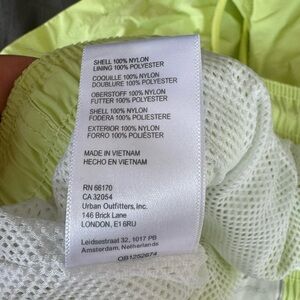 SHELL 100% NYLON
LINING 100% POLYESTER
COQUILLE 100% NYLON
DOUBLURE 100% POLYESTER
OBERSTOFF 100% NYLON
FUTTER 100% POLYESTER
SHELL 100% NYLON
FODERA 100% POLIESTERE
EXTERIOR 100% NYLON
FORRO 100% POLIÉSTER
MADE IN VIETNAM
HECHO EN VIETNAM
RN 66170
CA 32054
Urban Outfitters, Inc.
146 Brick Lane
LONDON, E1 6RU
Leidsestraat 32, 1017 PB
Amsterdam, Netherlands
OB1252674